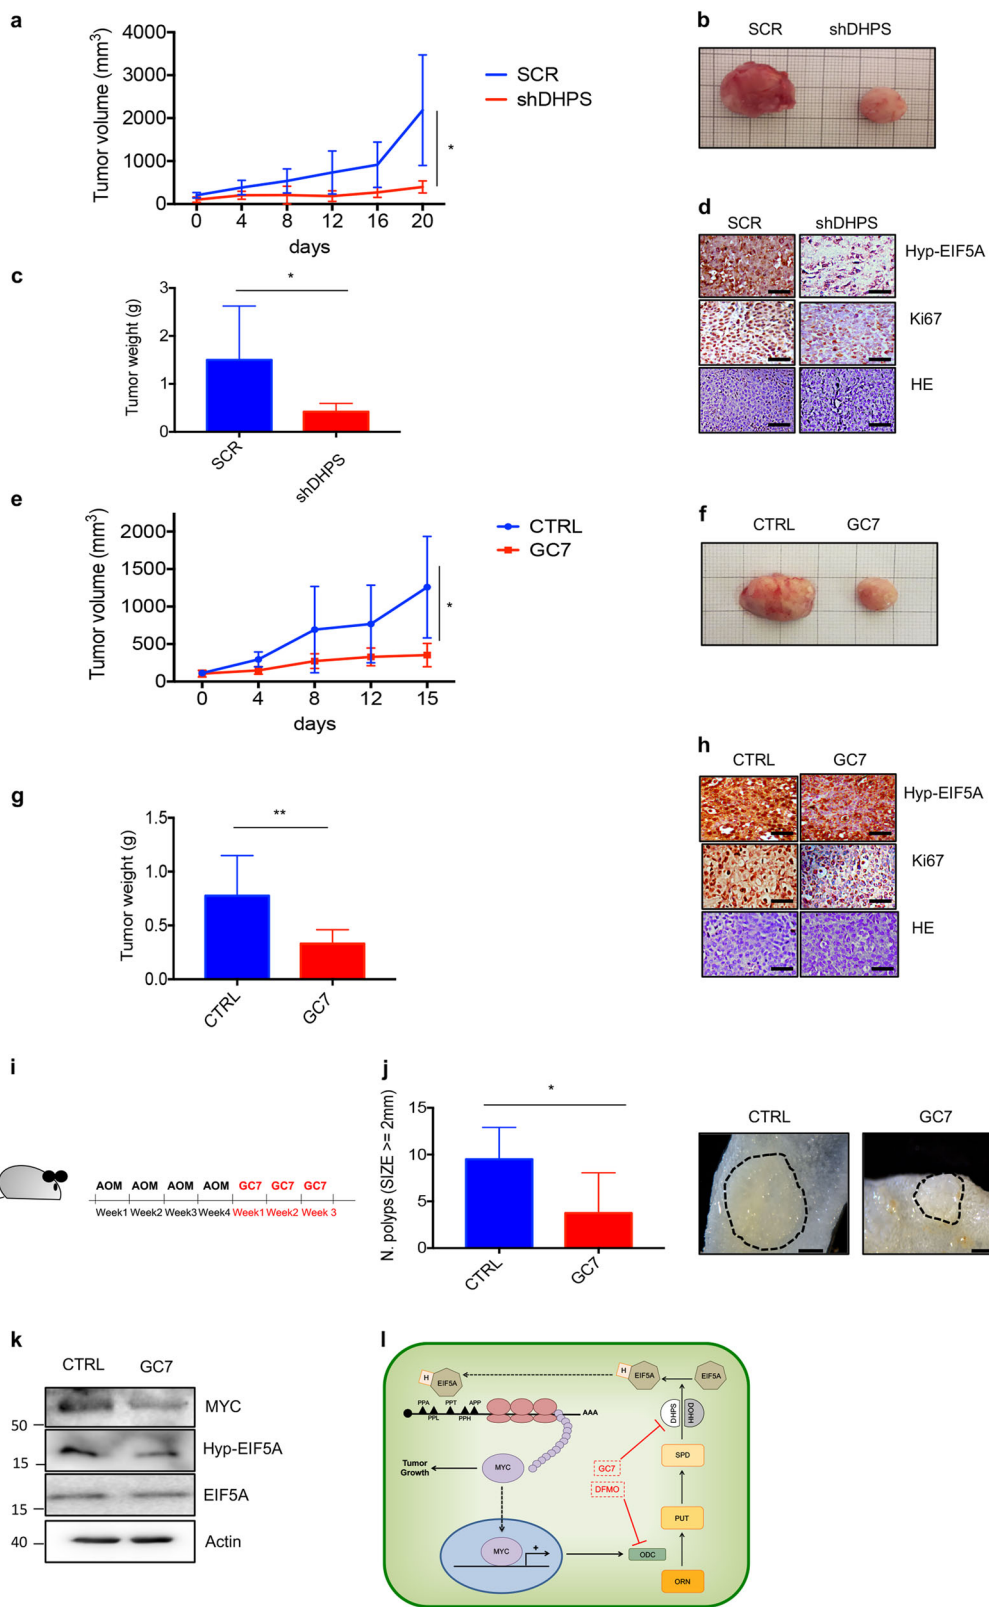 a
Tumor volume (mm3)
4000
3000
2000
1000
0
0 4 8 12 16 20
days
SCR
shDHPS
*
b
SCR shDHPS
c
Tumor weight (g)
3
2
1
0
*
SCR
shDHPS
d
SCR shDHPS
Hyp-EIF5A
Ki67
HE
e
Tumor volume (mm3)
2000
1500
1000
500
0
0 4 8 12 15
days
CTRL
GC7
*
f
CTRL GC7
g
Tumor weight (g)
1.5
1.0
0.5
0.0
**
CTRL
GC7
h
CTRL GC7
Hyp-EIF5A
Ki67
HE
i
AOM AOM AOM AOM GC7 GC7 GC7
Week1 Week2 Week3 Week4 Week1 Week2 Week 3
j
N. polyps (SIZE >= 2mm)
15
10
5
0
*
CTRL
GC7
CTRL GC7
k
CTRL GC7
MYC
50
Hyp-EIF5A
15
EIF5A
15
40
Actin
l
H EIF5A
H EIF5A
EIF5A
PPA PPT APP
PPL PPH
AAA
DHPS DOHH
Tumor
Growth
MYC
GC7
DFMO
SPD
PUT
MYC
+
ODC
ORN